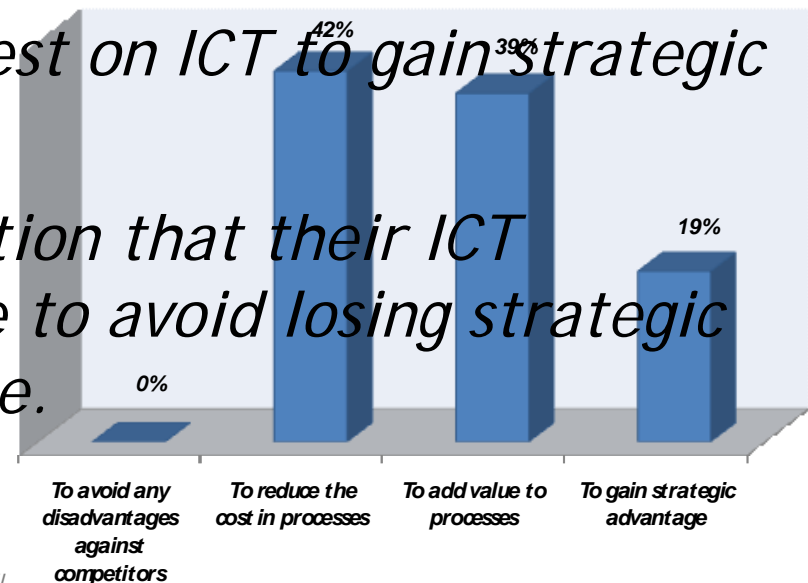 42%
est on ICT to gain strategic
39%
tion that their ICT
19%
e to avoid losing strategic
0%
e.
To avoid any
disadvantages
against
competitors
To reduce the
cost in processes
To add value to
processes
To gain strategic
advantage